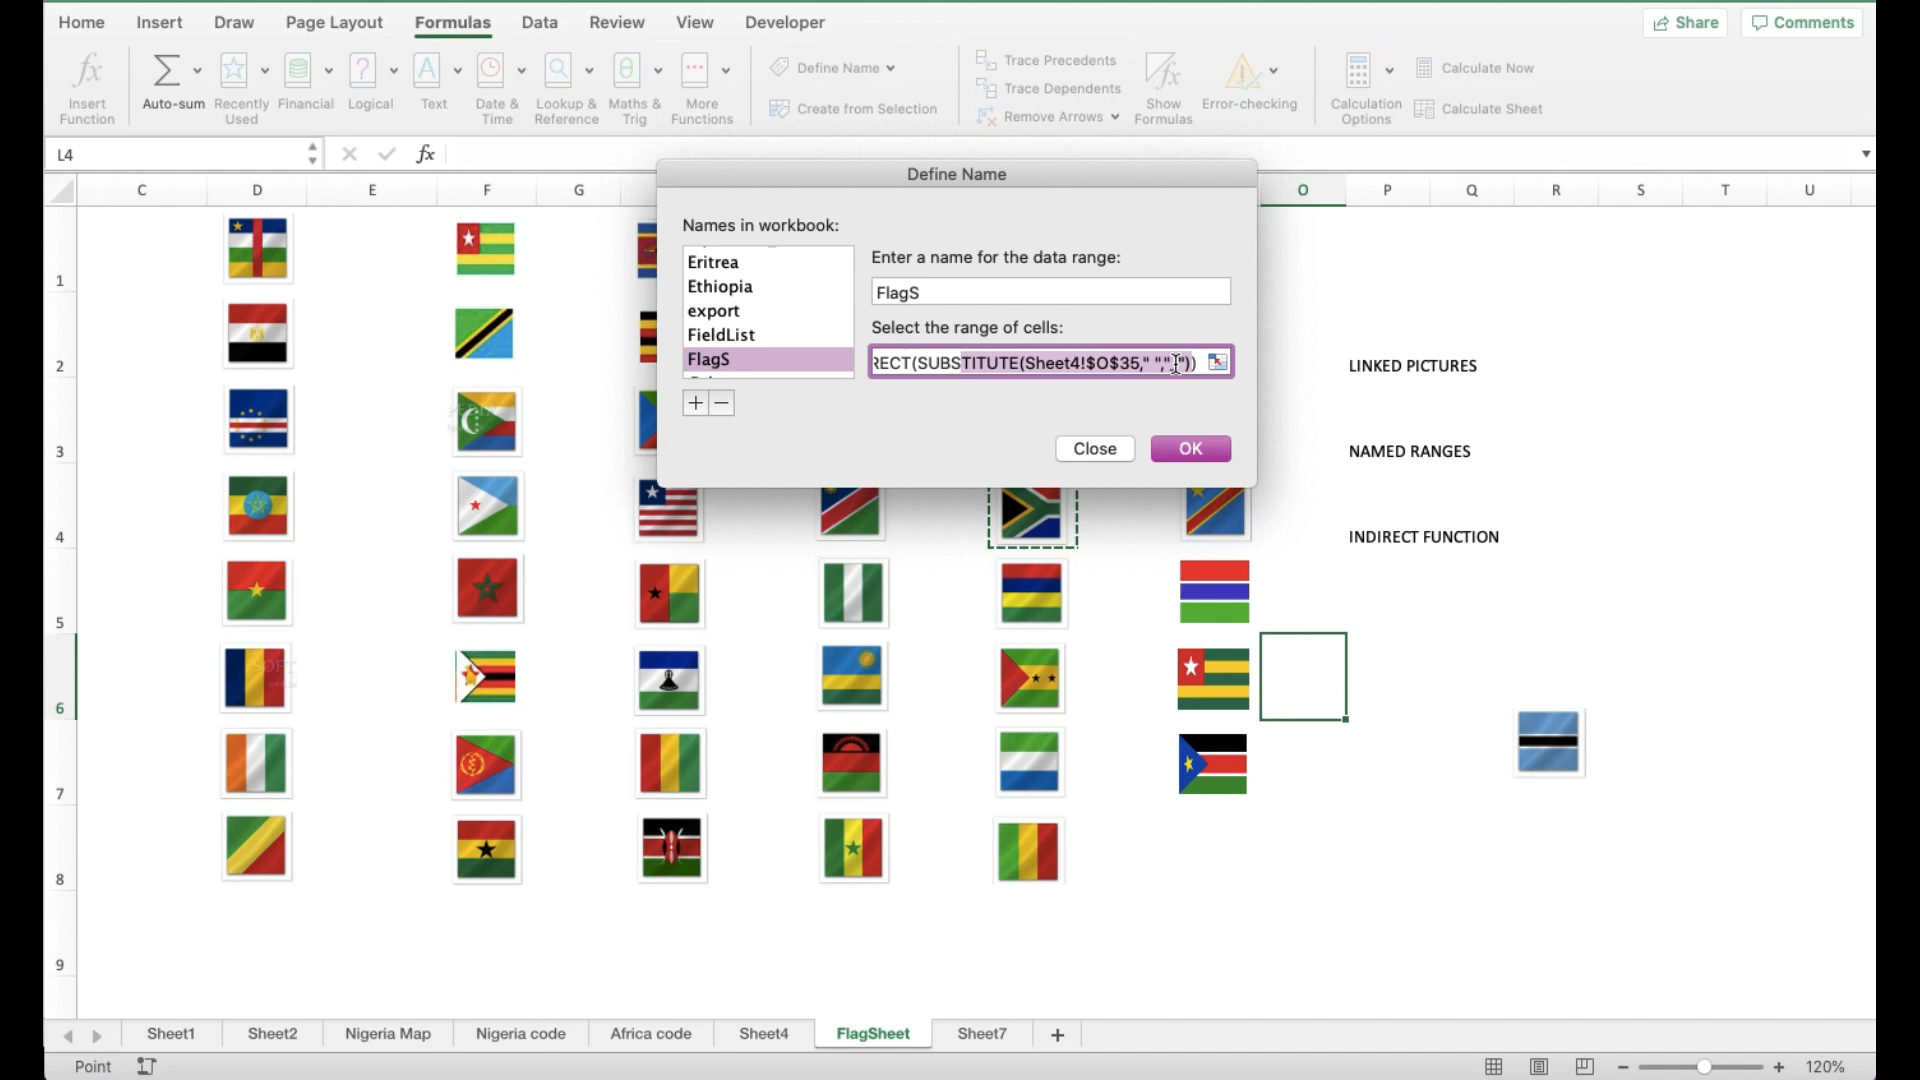 Home Insert Draw Page Layout Formulas Data Review View Developer Share Comments
Insert Function
Auto-sum
Recently Used
Financial
Logical
Text
Date & Time
Lookup & Reference
Maths & Trig
More Functions
Define Name
Create from Selection
Trace Precedents
Trace Dependents
Remove Arrows
Show Formulas
Error-checking
Calculation Options
Calculate Now
Calculate Sheet
L4
fx
Define Name
C D E F G O P Q R S T U
Names in workbook:
Eritrea
Ethiopia
export
FieldList
FlagS
Enter a name for the data range:
FlagS
Select the range of cells:
RECT(SUBSTITUTE(Sheet4!$O$35," ","_"))
+ −
Close OK
1
2
3
4
5
6
7
8
9
LINKED PICTURES
NAMED RANGES
INDIRECT FUNCTION
Sheet1 Sheet2 Nigeria Map Nigeria code Africa code Sheet4 FlagSheet Sheet7 +
Point
− + 120%